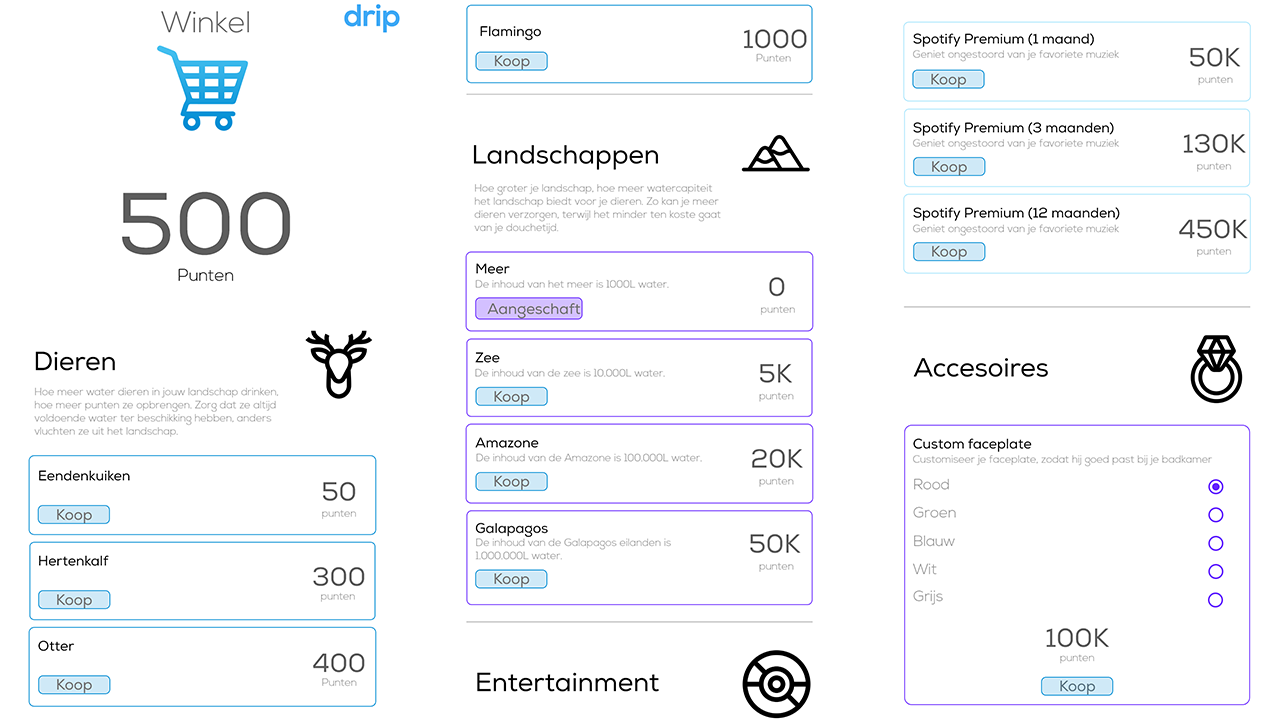 Winkel
drip
500
Punten
Dieren
Hoe meer water dieren in jouw landschap drinken,
hoe meer punten ze opbrengen. Zorg dat ze altijd
voldoende water ter beschikking hebben, anders
vluchten ze uit het landschap.
Eendenkuiken
50
punten
Koop
Hertenkalf
300
punten
Koop
Otter
400
Punten
Koop
Flamingo
1000
Punten
Koop
Landschappen
Hoe groter je landschap, hoe meer watercapiteit
het landschap biedt voor je dieren. Zo kan je meer
dieren verzorgen, terwijl het minder ten koste gaat
van je douchetijd.
Meer
De inhoud van het meer is 1000L water.
0
punten
Aangeschaft
Zee
De inhoud van de zee is 10.000L water.
5K
punten
Koop
Amazone
De inhoud van de Amazone is 100.000L water.
20K
punten
Koop
Galapagos
De inhoud van de Galapagos eilanden is
1.000.000L water.
50K
punten
Koop
Entertainment
Spotify Premium (1 maand)
Geniet ongestoord van je favoriete muziek
50K
punten
Koop
Spotify Premium (3 maanden)
Geniet ongestoord van je favoriete muziek
130K
punten
Koop
Spotify Premium (12 maanden)
Geniet ongestoord van je favoriete muziek
450K
punten
Koop
Accesoires
Custom faceplate
Customiseer je faceplate, zodat hij goed past bij je badkamer
Rood
Groen
Blauw
Wit
Grijs
100K
punten
Koop